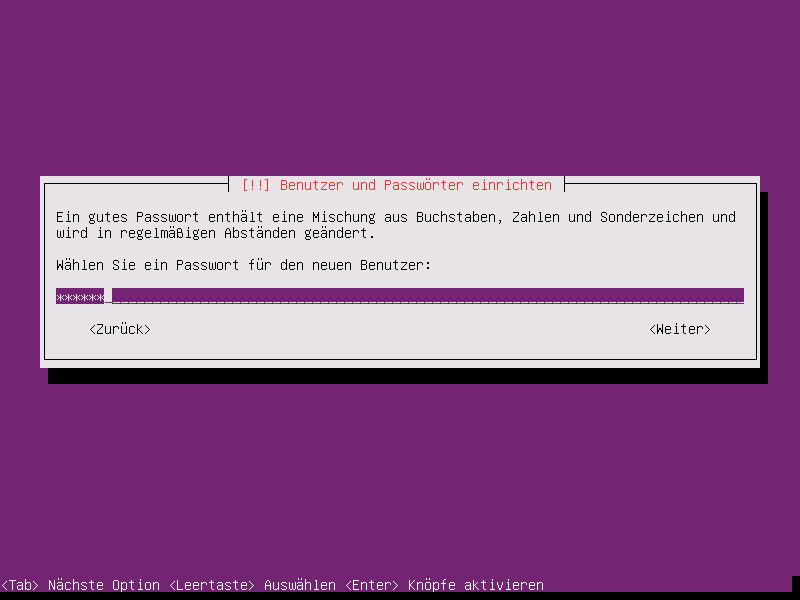 [!!] Benutzer und Passwörter einrichten
Ein gutes Passwort enthält eine Mischung aus Buchstaben, Zahlen und Sonderzeichen und
wird in regelmäßigen Abständen geändert.
Wählen Sie ein Passwort für den neuen Benutzer:
******
<Zurück> <Weiter>
<Tab> Nächste Option <Leertaste> Auswählen <Enter> Knöpfe aktivieren